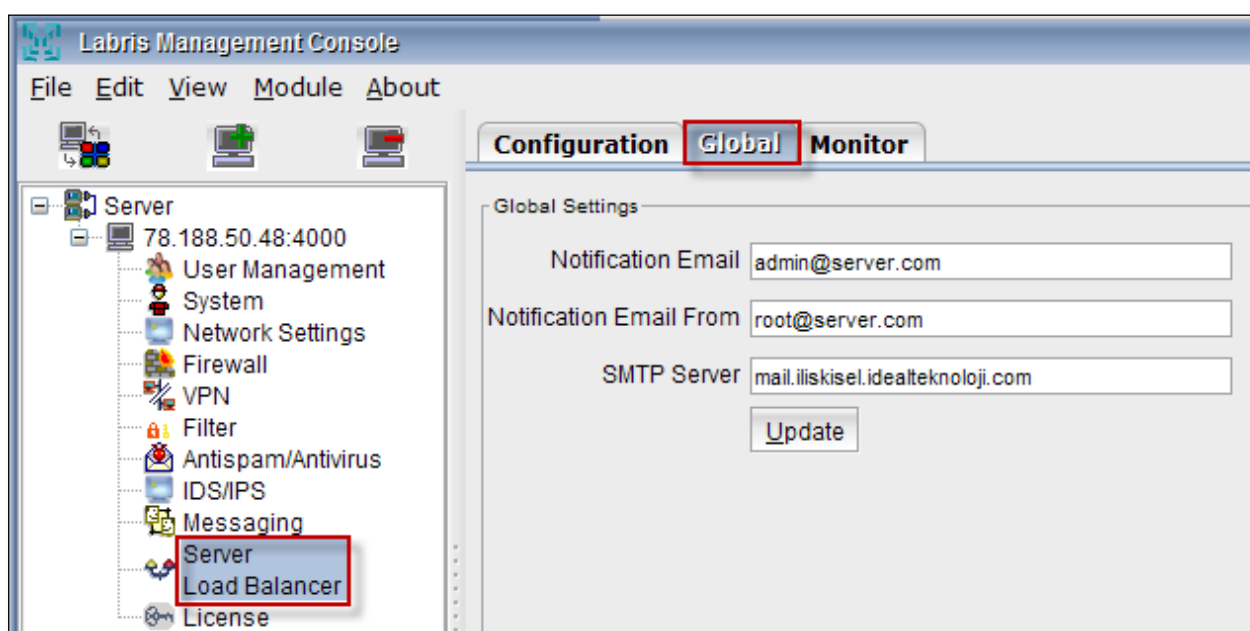 Labris Management Console
File Edit View Module About
Configuration Global Monitor
Server
78.188.50.48:4000
User Management
System
Network Settings
Firewall
VPN
Filter
Antispam/Antivirus
IDS/IPS
Messaging
Server
Load Balancer
License
Global Settings
Notification Email admin@server.com
Notification Email From root@server.com
SMTP Server mail.iliskisel.idealteknoloji.com
Update